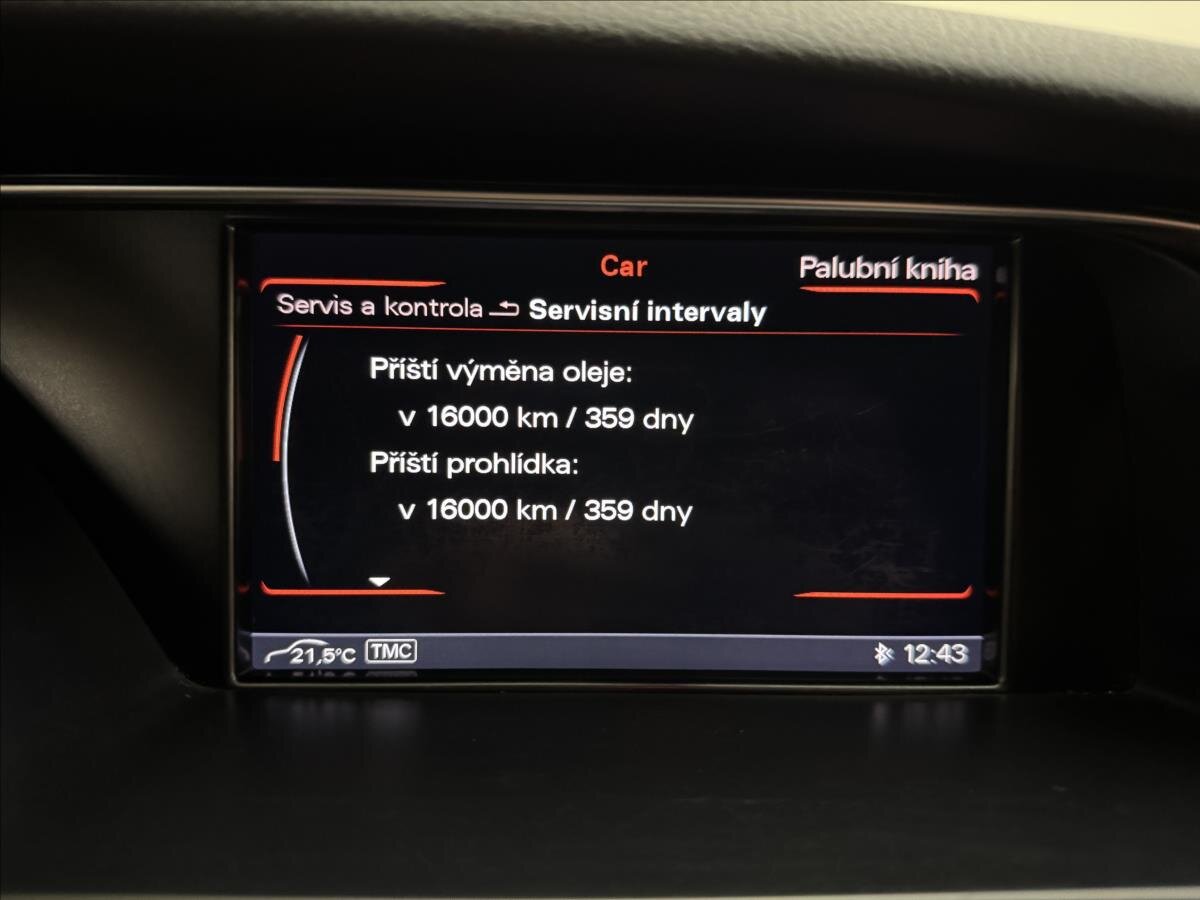 Car
Palubní kniha
Servis a kontrola Servisní intervaly
Příští výměna oleje:
v 16000 km / 359 dny
Příští prohlídka:
v 16000 km / 359 dny
21,5°C TMC 12:43